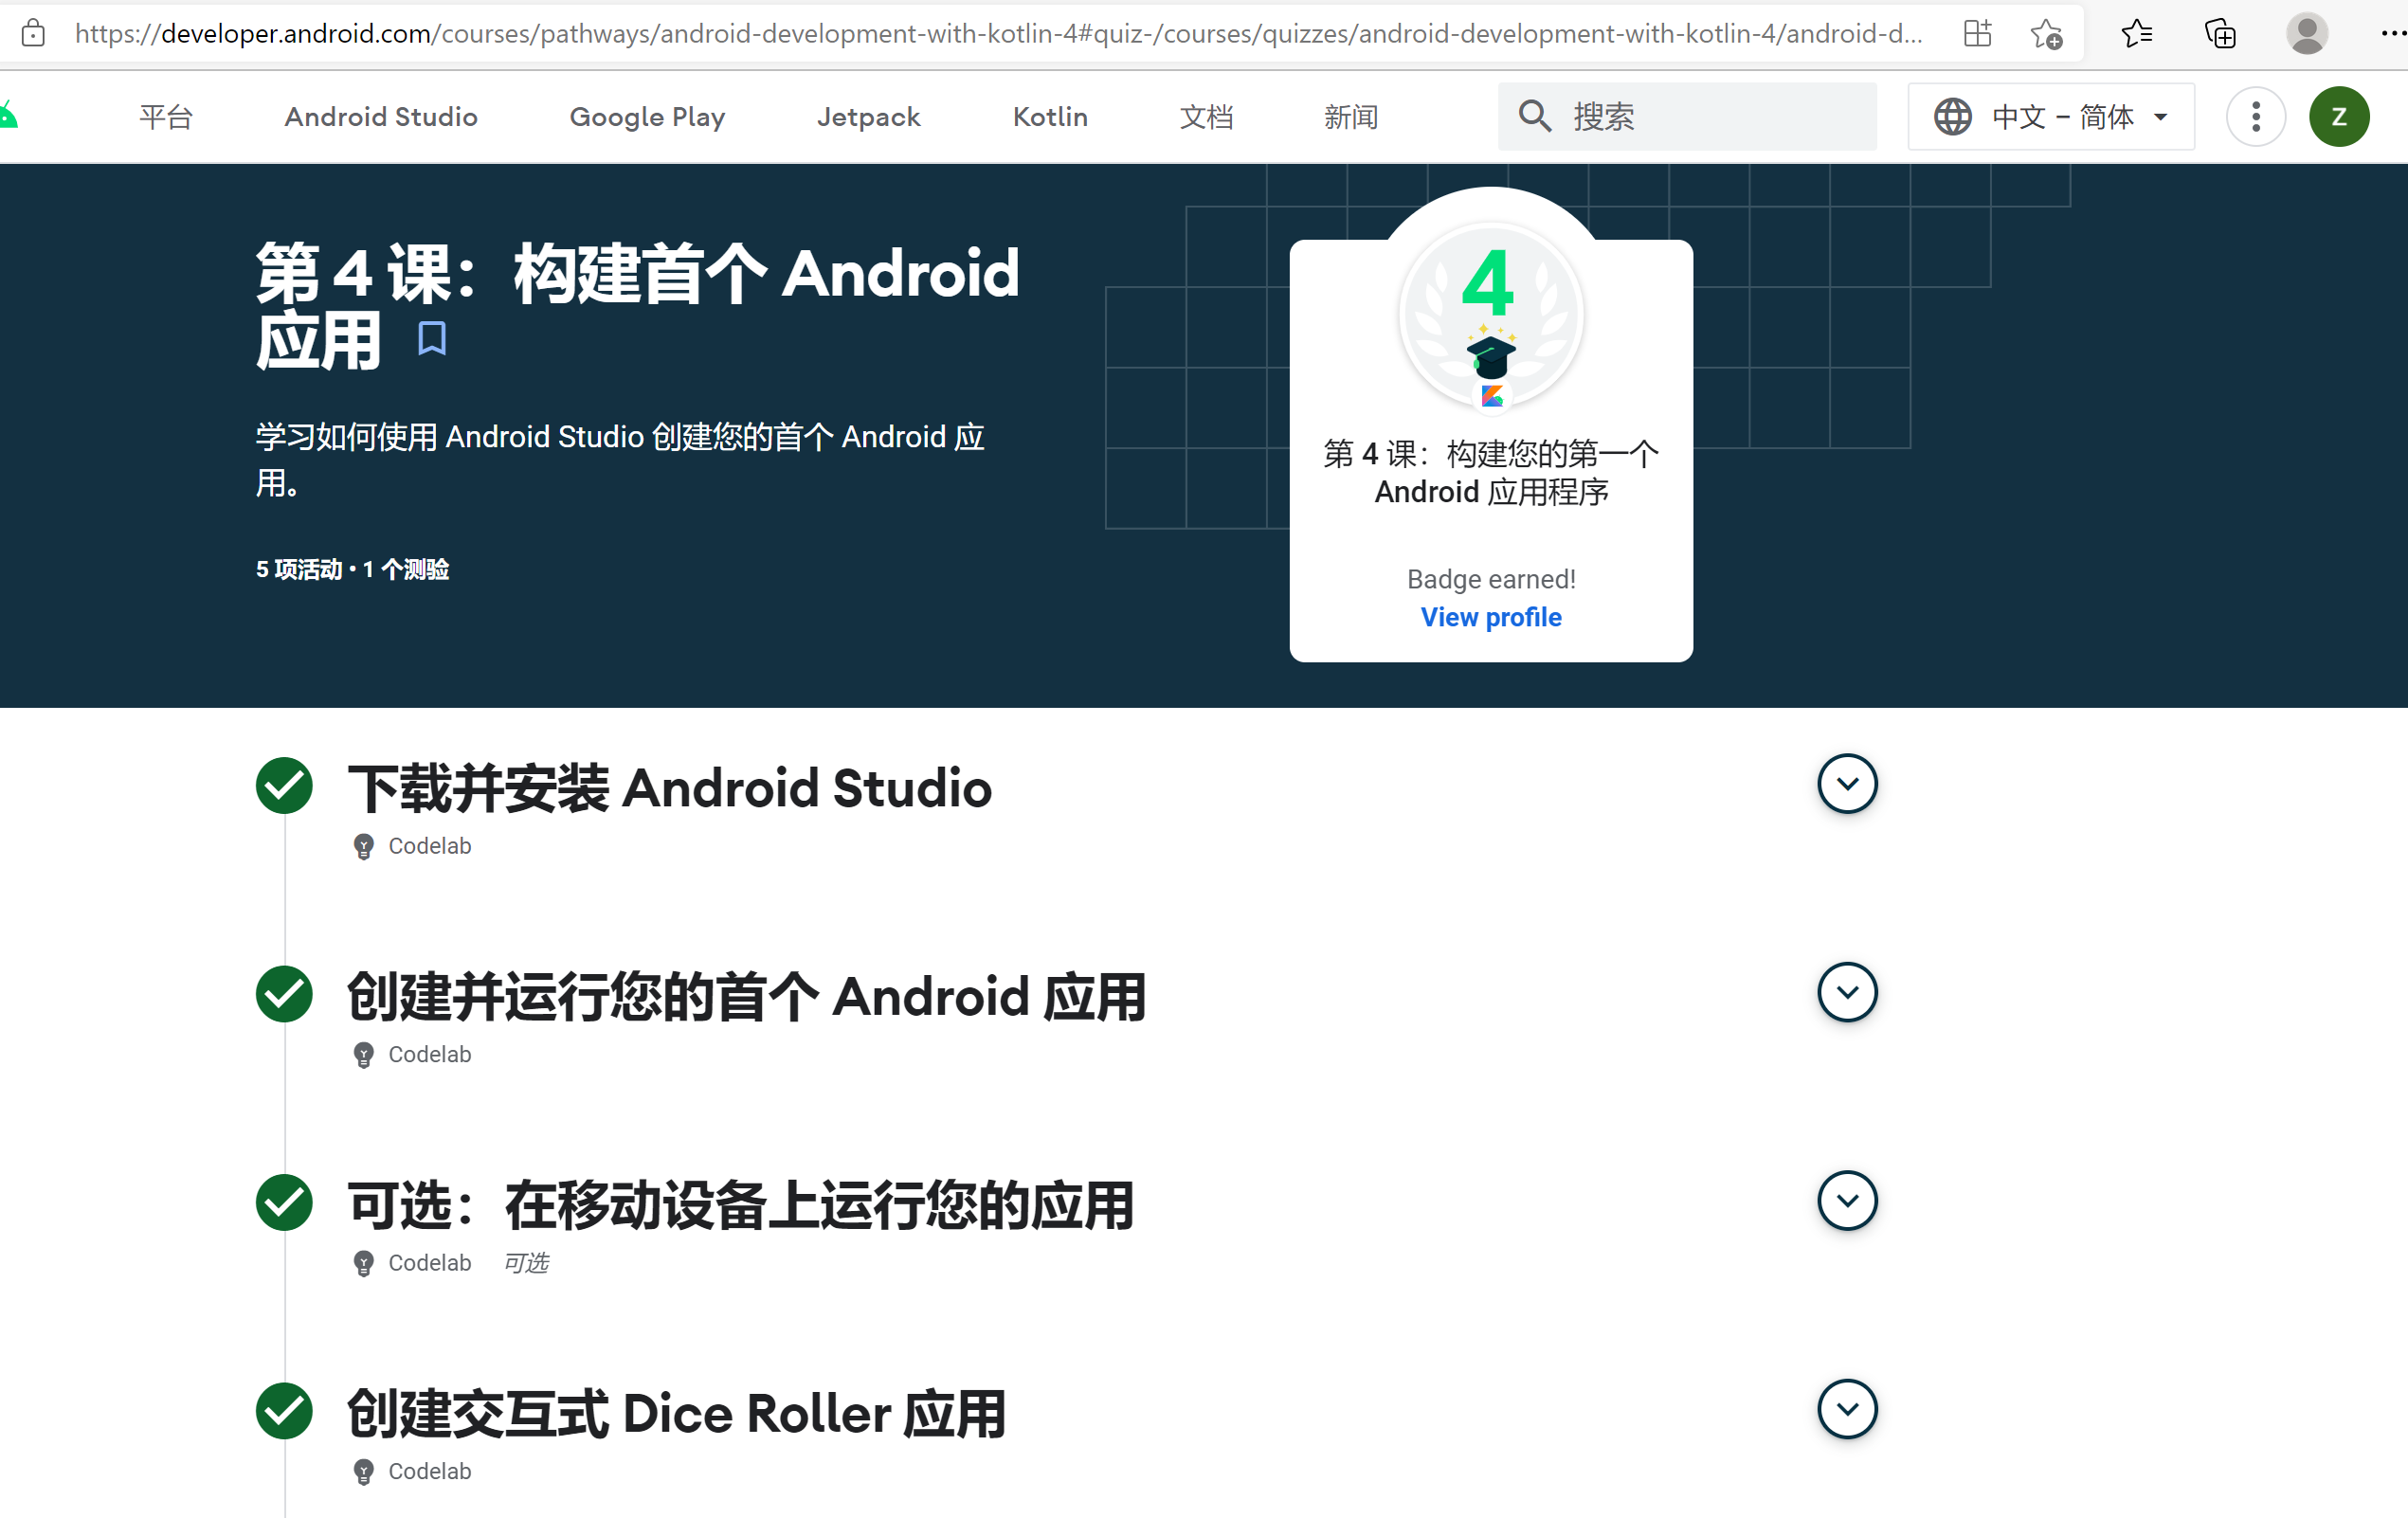 https://developer.android.com/courses/pathways/android-development-with-kotlin-4#quiz-/courses/quizzes/android-development-with-kotlin-4/android-d...
平台 Android Studio Google Play Jetpack Kotlin 文档 新闻 搜索 中文 – 简体 Z
第 4 课：构建首个 Android
应用
学习如何使用 Android Studio 创建您的首个 Android 应
用。
5 项活动 • 1 个测验
4
第 4 课：构建您的第一个
Android 应用程序
Badge earned!
View profile
下载并安装 Android Studio
Codelab
创建并运行您的首个 Android 应用
Codelab
可选：在移动设备上运行您的应用
Codelab 可选
创建交互式 Dice Roller 应用
Codelab